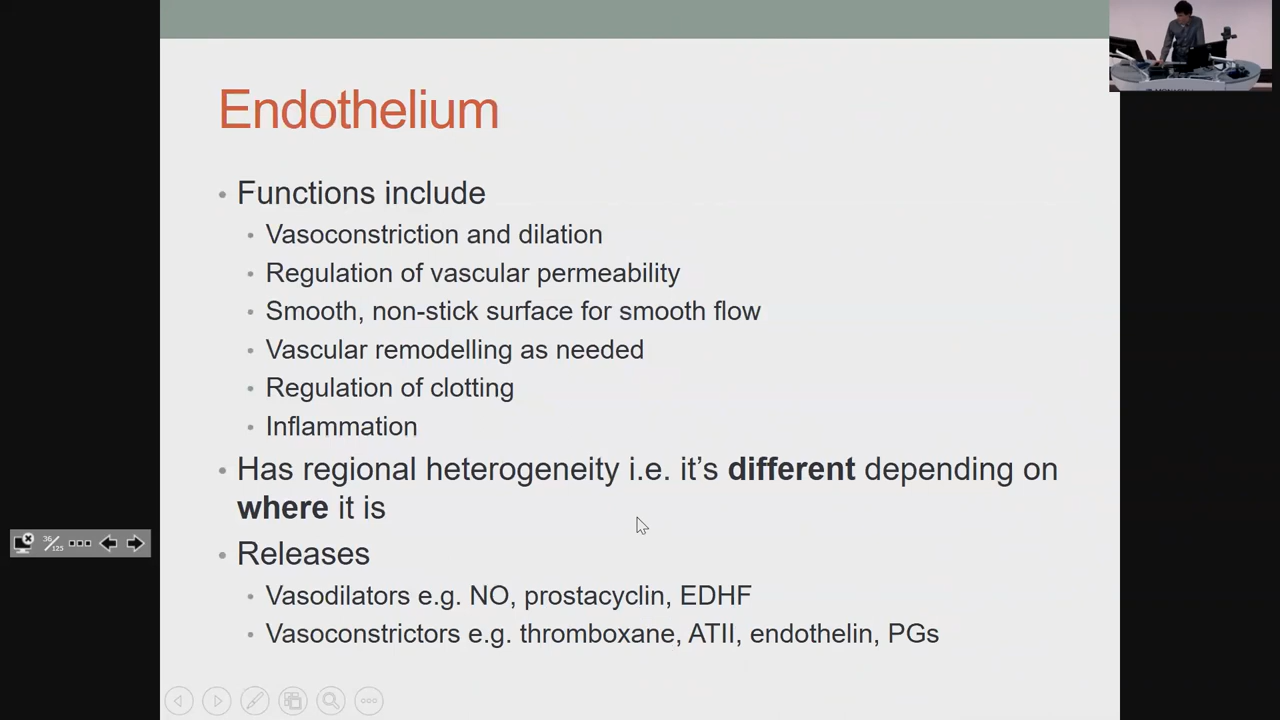 Endothelium
• Functions include
• Vasoconstriction and dilation
• Regulation of vascular permeability
• Smooth, non-stick surface for smooth flow
• Vascular remodelling as needed
• Regulation of clotting
• Inflammation
• Has regional heterogeneity i.e. it's different depending on
where it is
• Releases
• Vasodilators e.g. NO, prostacyclin, EDHF
• Vasoconstrictors e.g. thromboxane, ATII, endothelin, PGs
36/125